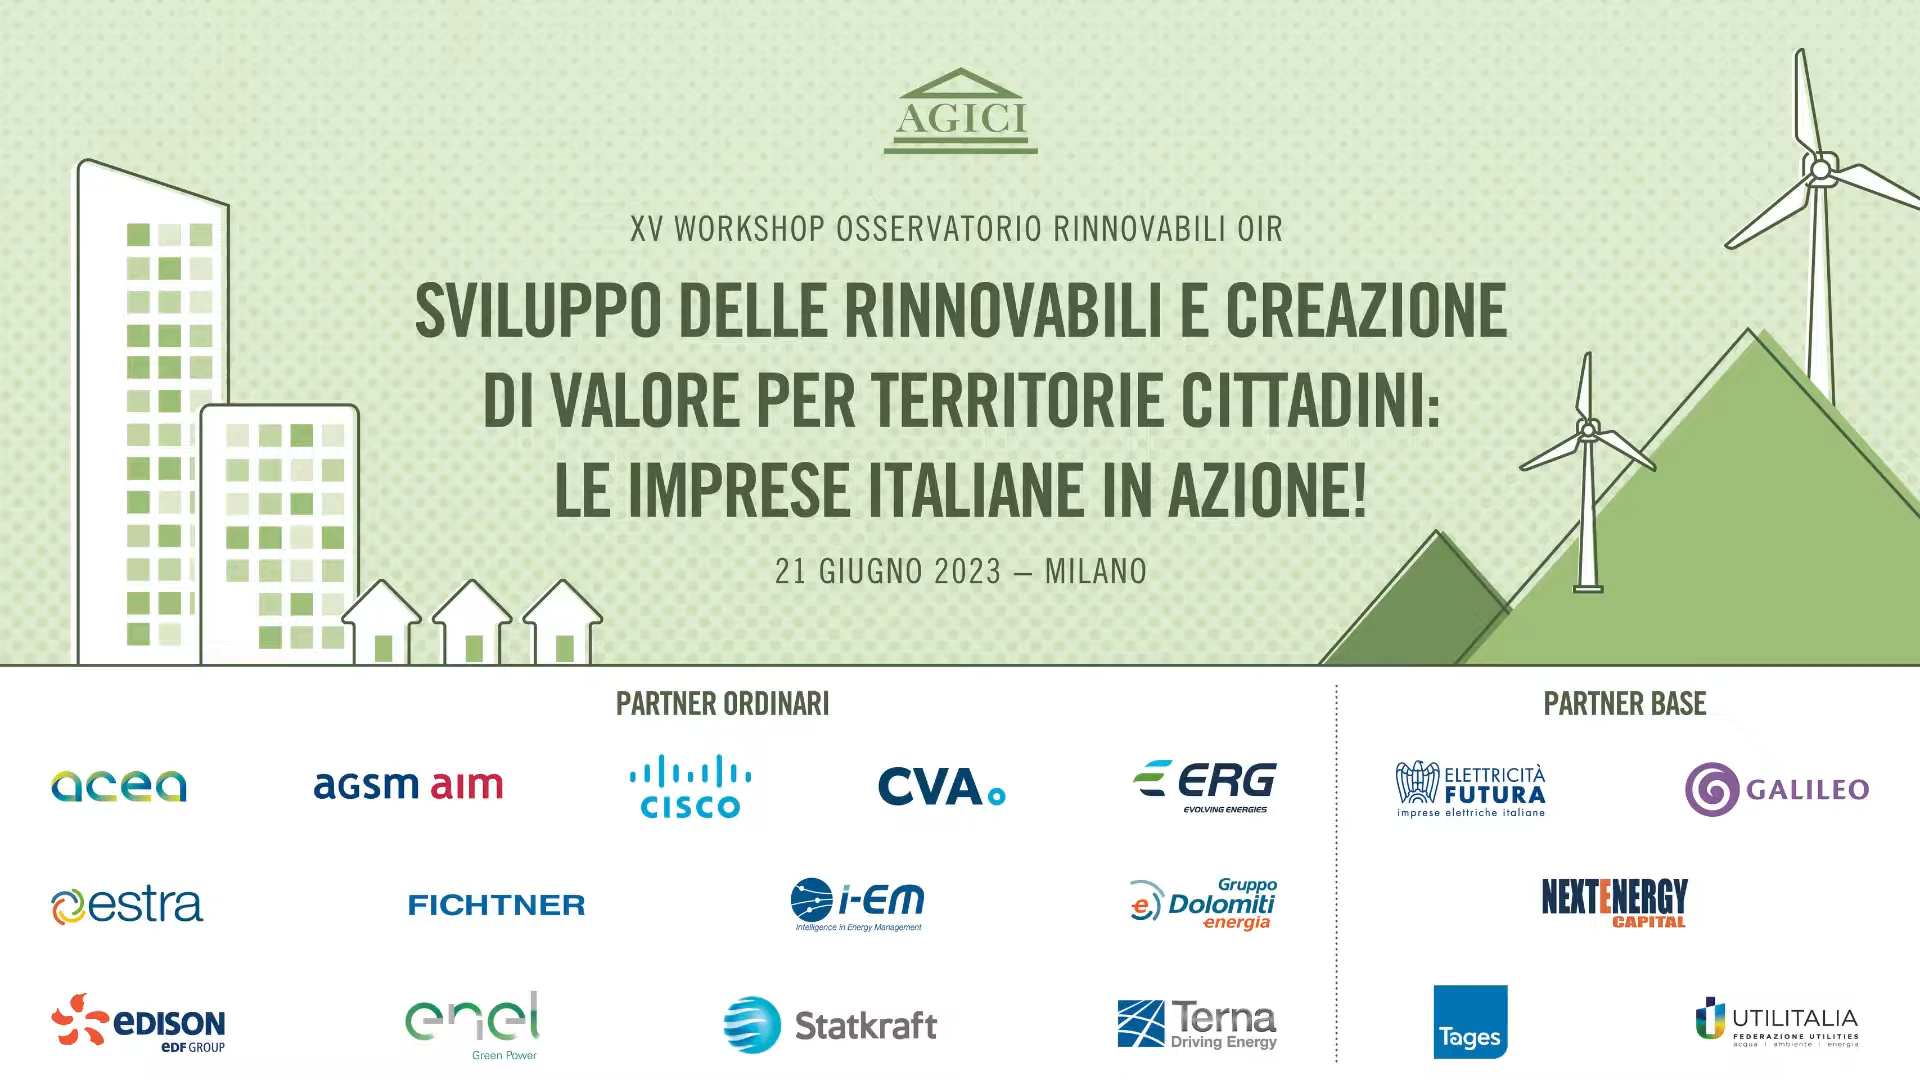 AGICI
XV WORKSHOP OSSERVATORIO RINNOVABILI OIR
SVILUPPO DELLE RINNOVABILI E CREAZIONE
DI VALORE PER TERRITORIE CITTADINI:
LE IMPRESE ITALIANE IN AZIONE!
21 GIUGNO 2023 – MILANO
PARTNER ORDINARI
acea
agsm aim
CISCO
CVA
ERG
EVOLVING ENERGIES
estra
FICHTNER
i-EM
Intelligence in Energy Management
Gruppo
Dolomiti
energia
EDISON
EDF GROUP
enel
Green Power
Statkraft
Terna
Driving Energy
PARTNER BASE
ELETTRICITÀ
FUTURA
imprese elettriche italiane
GALILEO
NEXTENERGY
CAPITAL
Tages
UTILITALIA
FEDERAZIONE UTILITIES
acqua | ambiente | energia